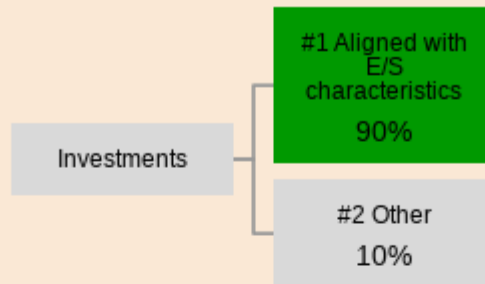 #1 Aligned with
E/S
characteristics
90%
Investments
#2 Other
10%